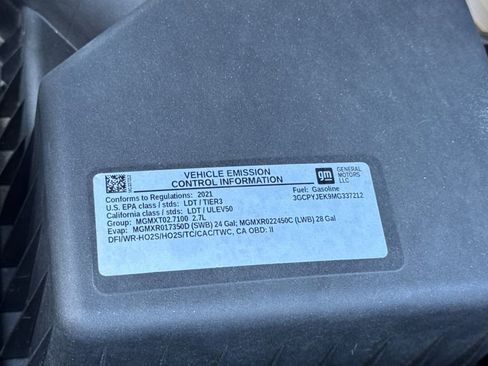 VEHICLE EMISSION
CONTROL INFORMATION
gm
GENERAL
MOTORS
LLC
Conforms to Regulations: 2021
Fuel: Gasoline
U.S. EPA class / stds: LDT / TIER3
3GCPYJEK9MG337212
California class / stds: LDT / ULEV50
Group: MGMXT02.7100 2.7L
Evap: MGMXR017350D (SWB) 24 Gal; MGMXR022450C (LWB) 28 Gal
DFI/WR-HO2S/HO2S/TC/CAC/TWC, CA OBD: II